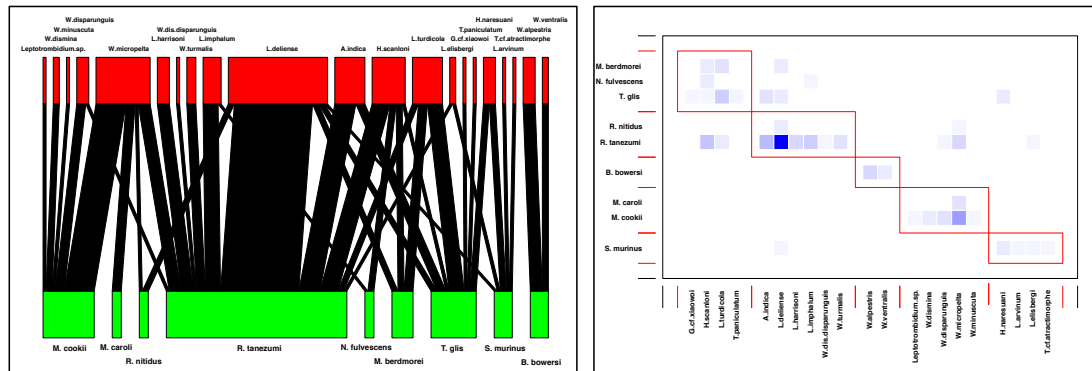 W.disparunguis H.naresuani W.ventralis
W.minuscuta W.dis.disparunguis T.paniculatum W.alpestris
W.dismina L.harrisoni L.imphalum L.turdicola G.cf.xiaowoi T.cf.atractimorphe
Leptotrombidium.sp. W.micropelta W.turmalis L.deliense A.indica H.scanloni L.elisbergi L.arvinum
M. cookii M. caroli R. tanezumi N. fulvescens T. glis S. murinus
R. nitidus M. berdmorei B. bowersi
M. berdmorei
N. fulvescens
T. glis
R. nitidus
R. tanezumi
B. bowersi
M. caroli
M. cookii
S. murinus
G.cf.xiaowoi
H.scanloni
L.turdicola
T.paniculatum
A.indica
L.deliense
L.harrisoni
L.imphalum
W.dis.disparunguis
W.turmalis
W.alpestris
W.ventralis
Leptotrombidium.sp.
W.dismina
W.disparunguis
W.micropelta
W.minuscuta
H.naresuani
L.arvinum
L.elisbergi
T.cf.atractimorphe